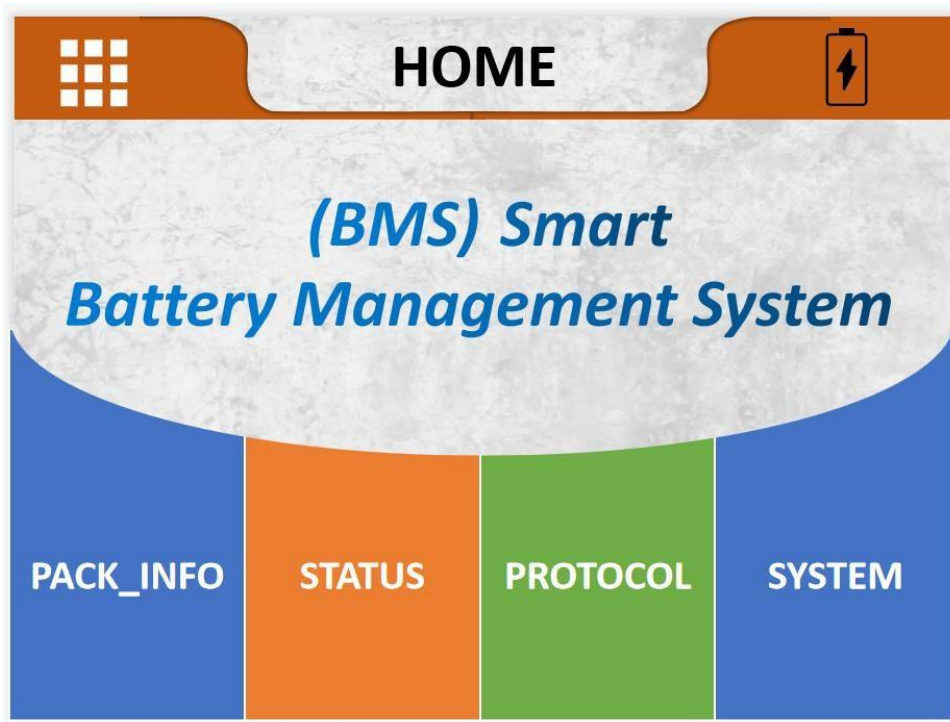 HOME
(BMS) Smart
Battery Management System
PACK_INFO
STATUS
PROTOCOL
SYSTEM